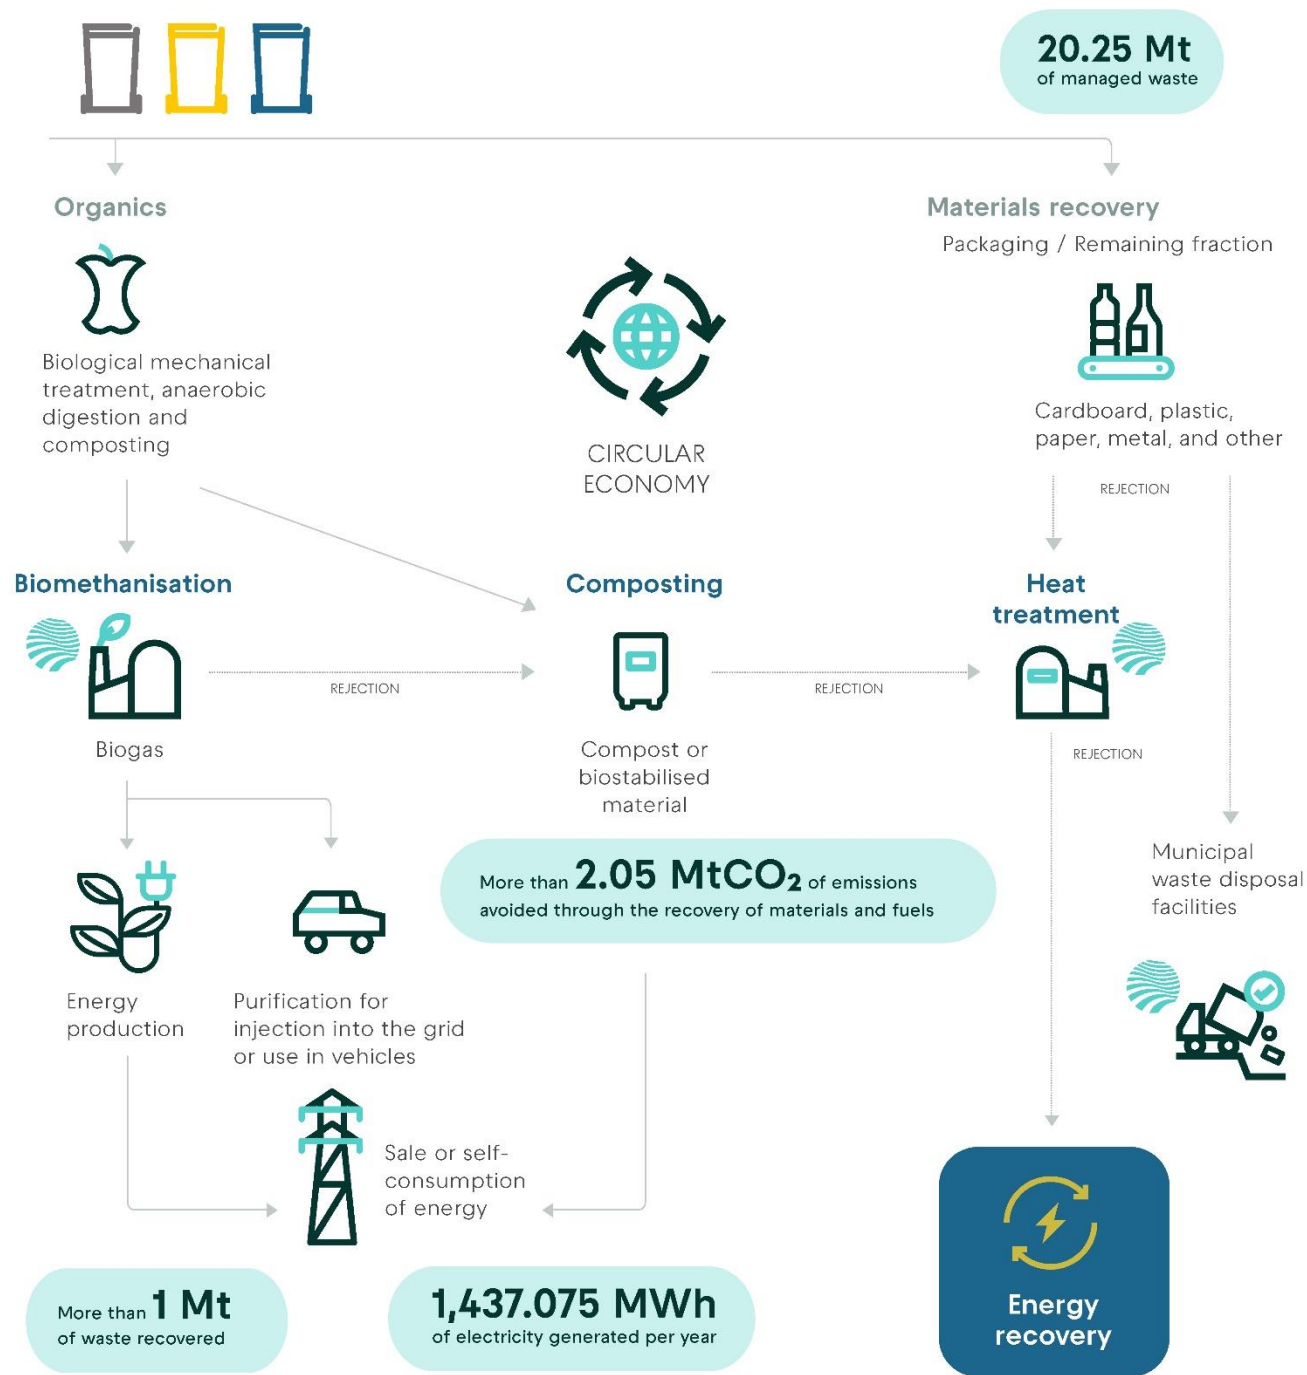 20.25 Mt
of managed waste
Organics
Materials recovery
Packaging / Remaining fraction
Biological mechanical
treatment, anaerobic
digestion and
composting
CIRCULAR
ECONOMY
Cardboard, plastic,
paper, metal, and other
REJECTION
Biomethanisation
Composting
Heat
treatment
REJECTION
REJECTION
Biogas
Compost or
biostabilised
material
REJECTION
More than 2.05 MtCO₂ of emissions
avoided through the recovery of materials and fuels
Municipal
waste disposal
facilities
Energy
production
Purification for
injection into the grid
or use in vehicles
Sale or self-
consumption
of energy
More than 1 Mt
of waste recovered
1,437.075 MWh
of electricity generated per year
Energy
recovery